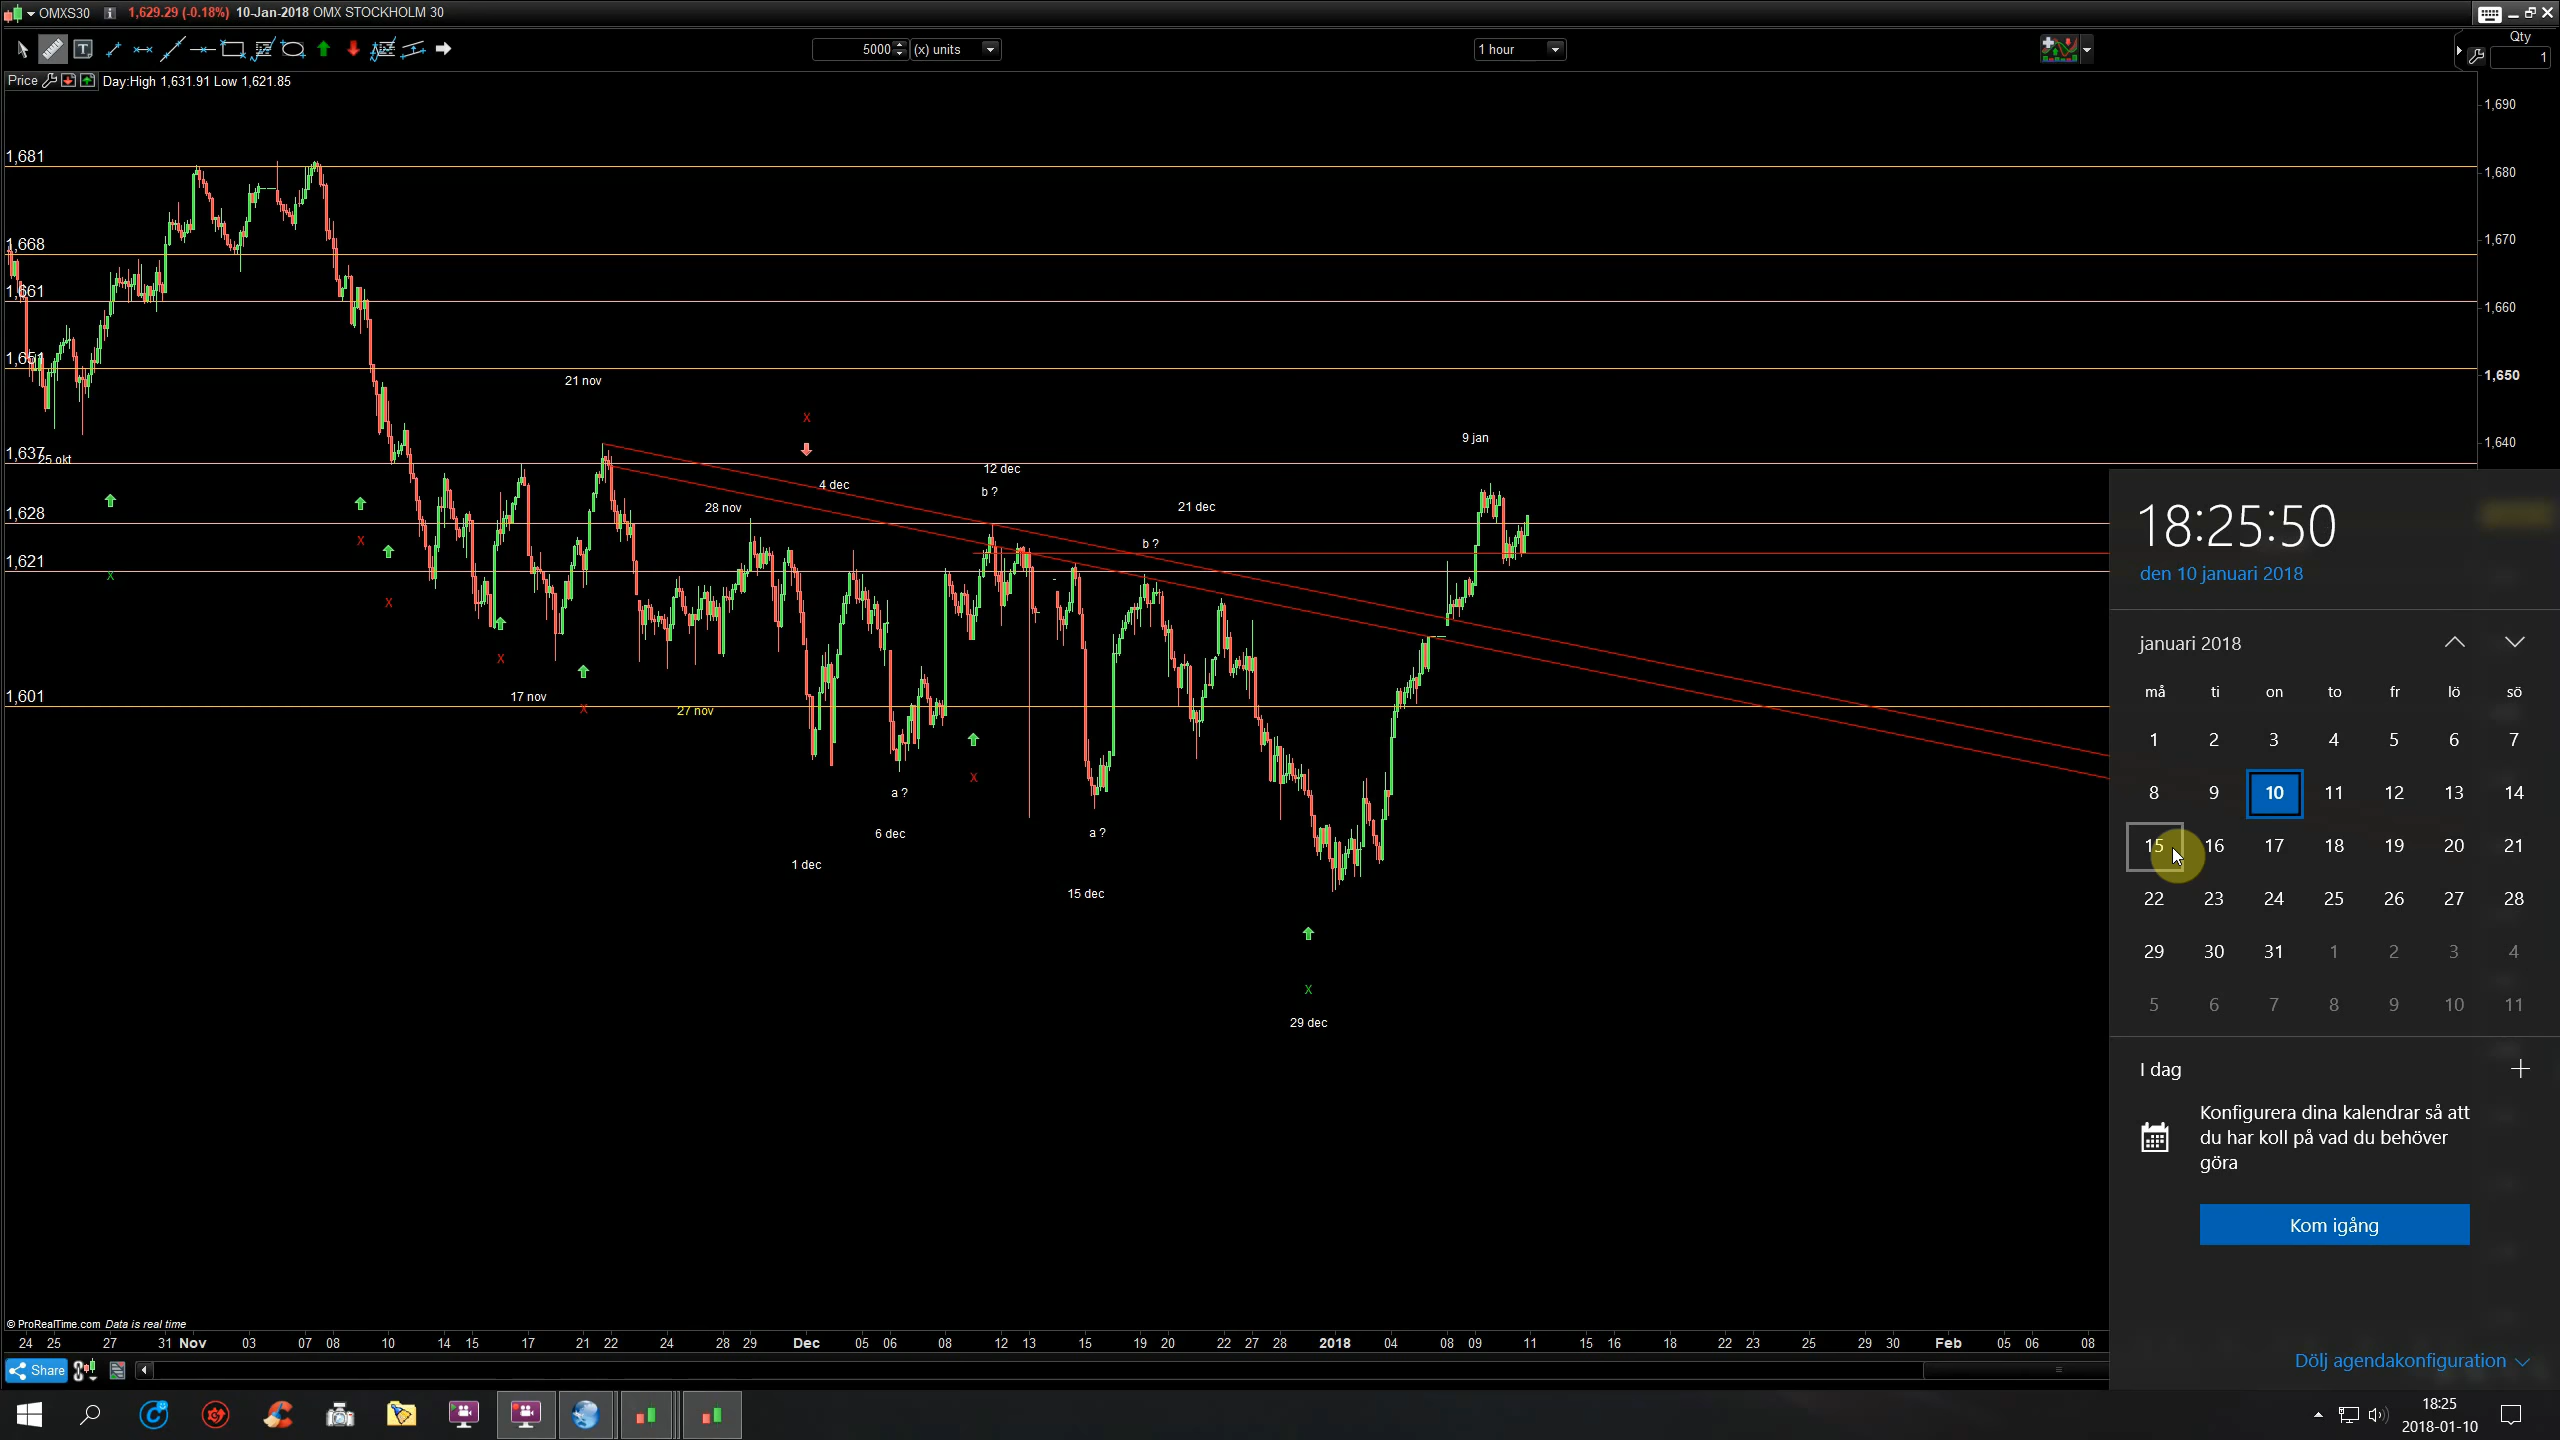 OMXS30 1,629.29 (-0.18%) 10-Jan-2018 OMX STOCKHOLM 30
5000 (x) units 1 hour Qty
1
Price Day:High 1,631.91 Low 1,621.85
1,690
1,681
1,680
1,668
1,670
1,661
1,660
1,651
1,650
21 nov
X
9 jan
1,640
1,637
25 okt
12 dec
4 dec
b ?
28 nov
21 dec
1,628
X
b ?
1,621
X
X
X
1,601
17 nov
X
27 nov
X
a ?
6 dec
a ?
1 dec
15 dec
X
29 dec
18:25:50
den 10 januari 2018
januari 2018
må ti on to fr lö sö
1 2 3 4 5 6 7
8 9 10 11 12 13 14
15 16 17 18 19 20 21
22 23 24 25 26 27 28
29 30 31 1 2 3 4
5 6 7 8 9 10 11
I dag
Konfigurera dina kalendrar så att
du har koll på vad du behöver
göra
Kom igång
Dölj agendakonfiguration
© ProRealTime.com Data is real time
24 25 27 31 Nov 03 07 08 10 14 15 17 21 22 24 28 29 Dec 05 06 08 12 13 15 19 20 22 27 28 2018 04 08 09 11 15 16 18 22 23 25 29 30 Feb 05 06 08
Share
18:25
2018-01-10